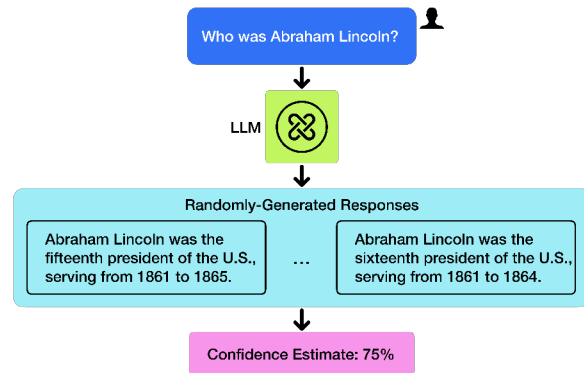 Who was Abraham Lincoln?
LLM
Randomly-Generated Responses
Abraham Lincoln was the
fifteenth president of the U.S.,
serving from 1861 to 1865.
...
Abraham Lincoln was the
sixteenth president of the U.S.,
serving from 1861 to 1864.
Confidence Estimate: 75%